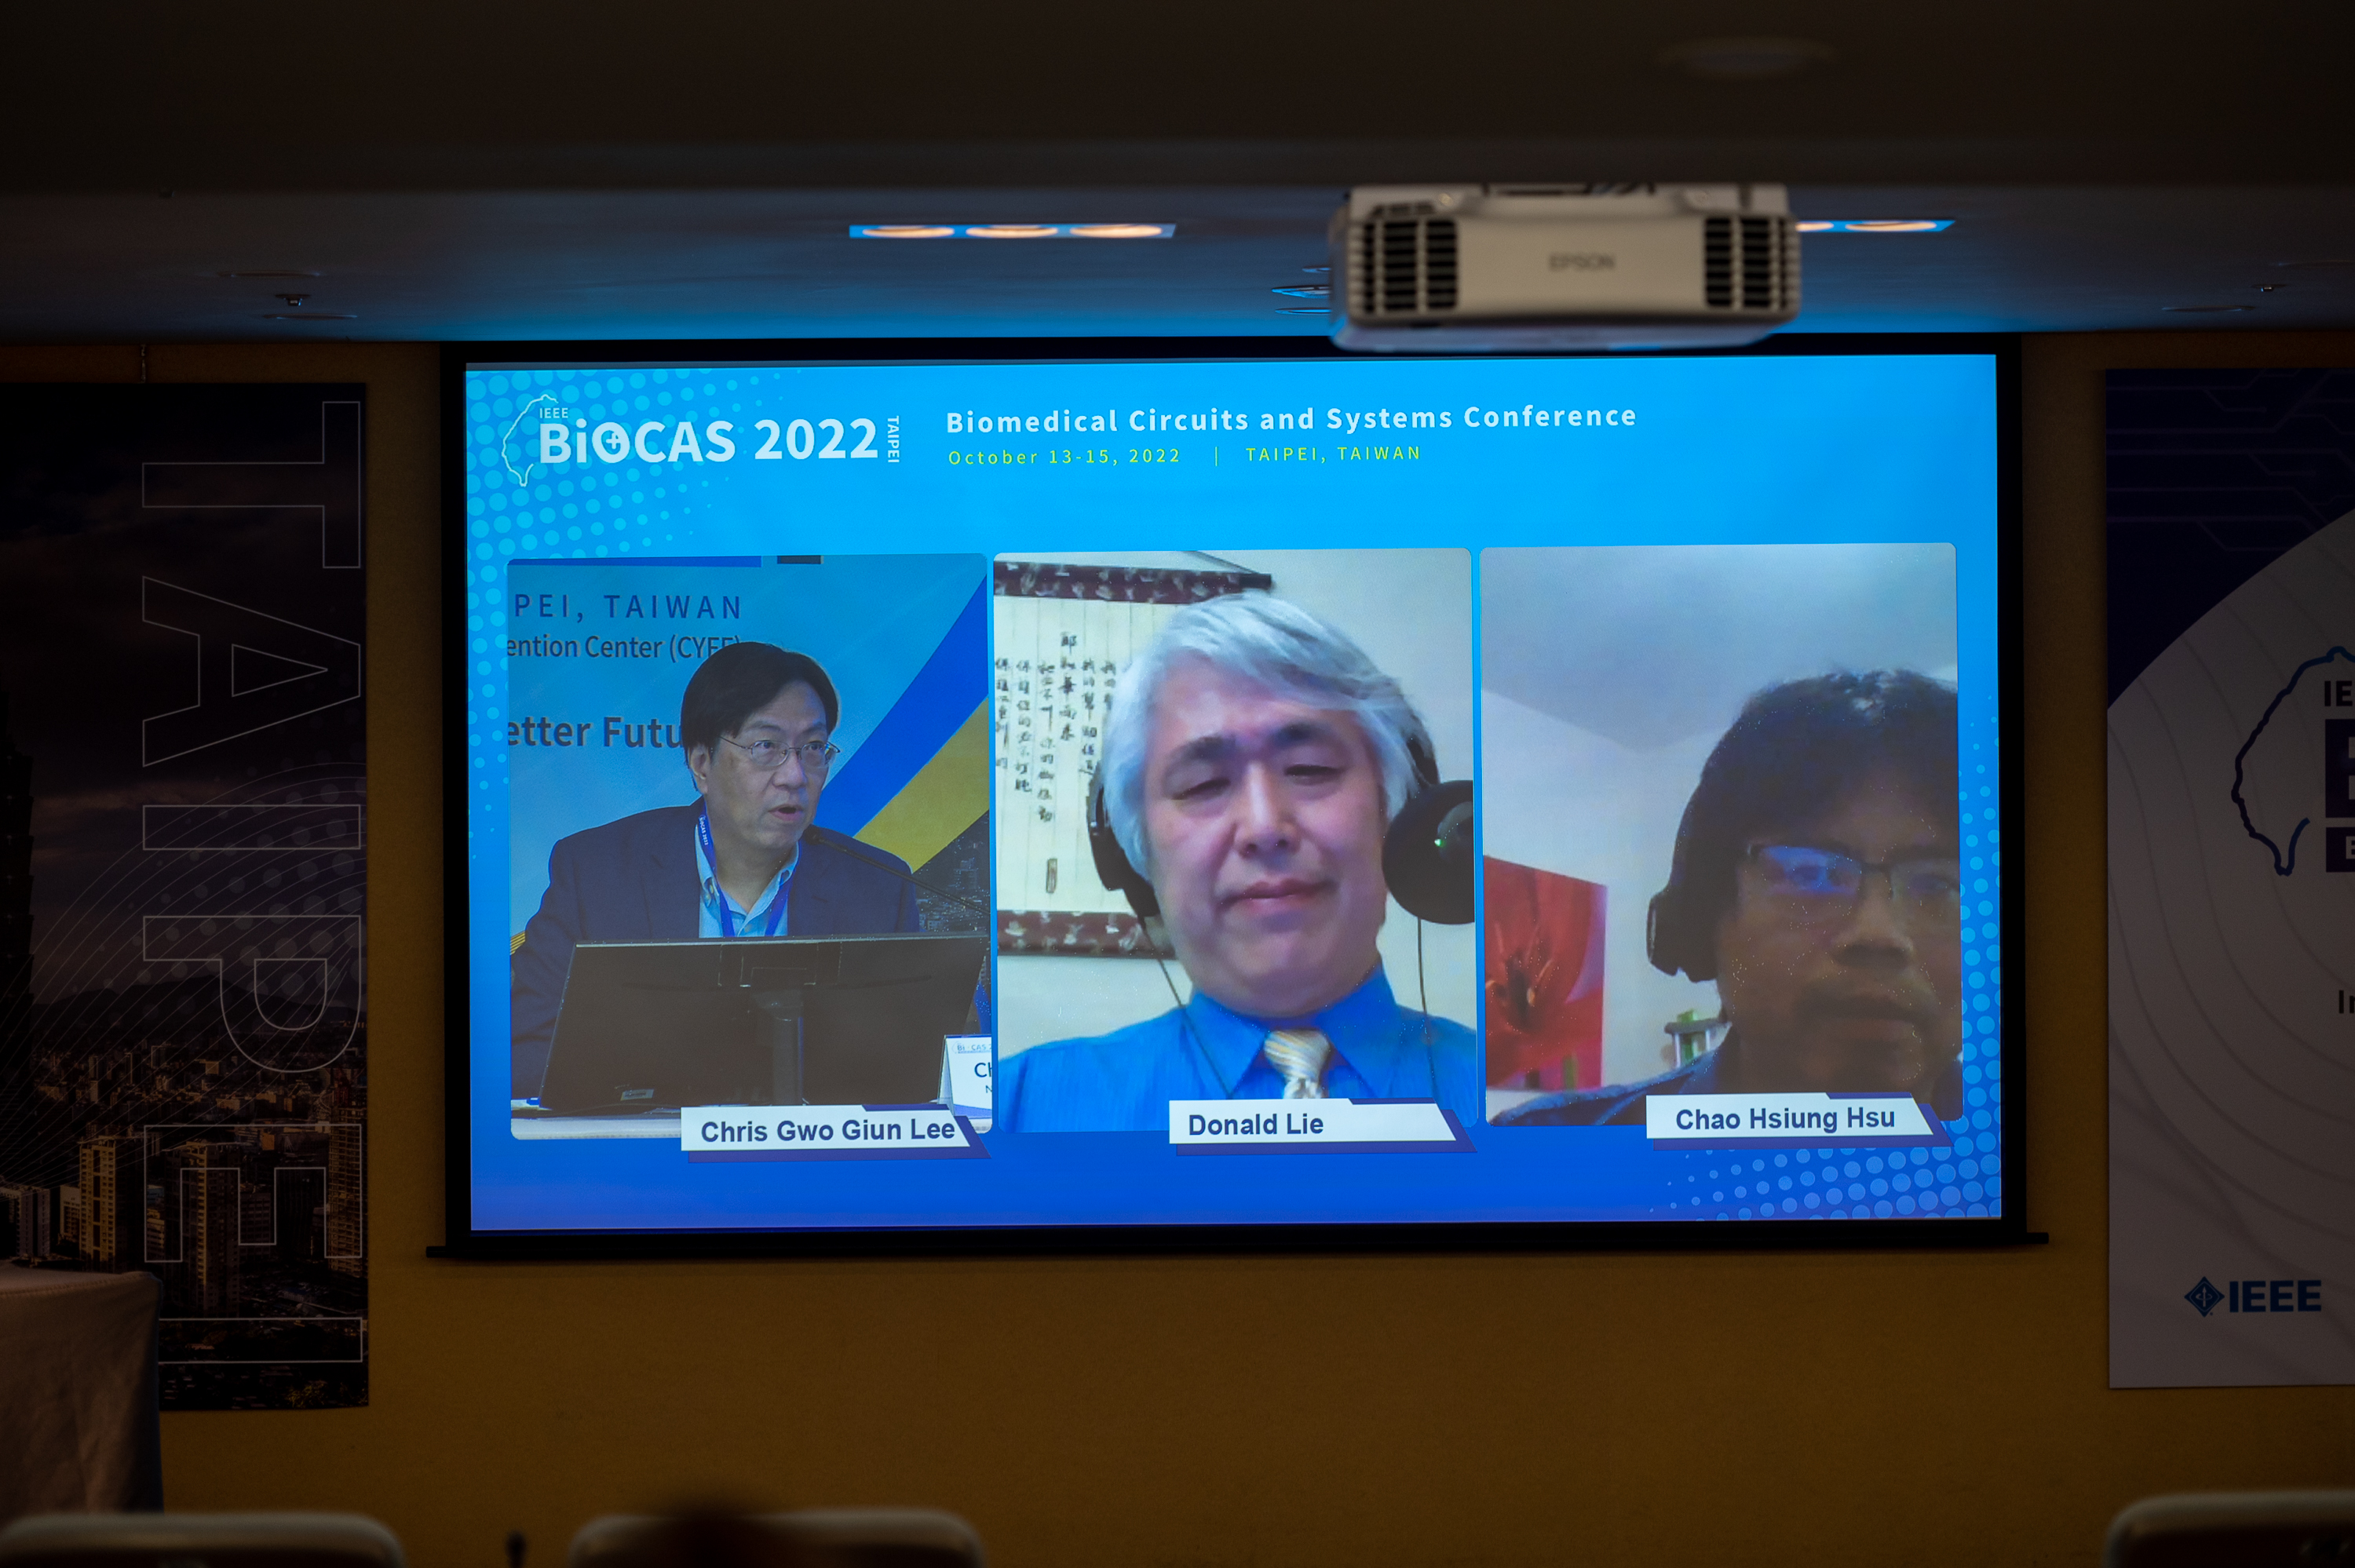 TAIPEI
EPSON
IEEE
BiOCAS 2022
TAIPEI
Biomedical Circuits and Systems Conference
October 13-15, 2022 | TAIPEI, TAIWAN
PEI, TAIWAN
ention Center (CYEE)
etter Futu
Chris Gwo Giun Lee
Donald Lie
Chao Hsiung Hsu
IEEE